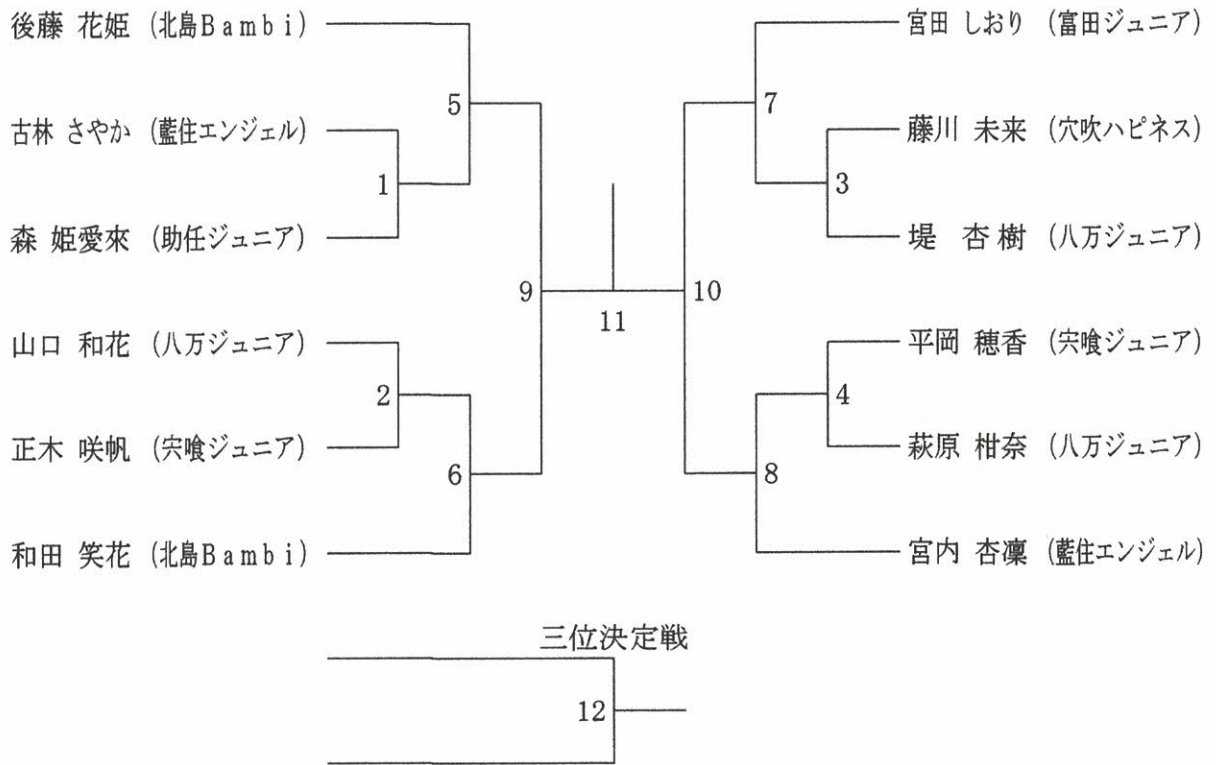 後藤 花姫 (北島Bambi)
5
古林 さやか (藍住エンジェル)
1
森 姫愛來 (助任ジュニア)
9
山口 和花 (八万ジュニア)
2
正木 咲帆 (宍喰ジュニア)
6
和田 笑花 (北島Bambi)
11
宮田 しおり (富田ジュニア)
7
藤川 未来 (穴吹ハピネス)
3
堤 杏樹 (八万ジュニア)
10
平岡 穂香 (宍喰ジュニア)
4
萩原 柑奈 (八万ジュニア)
8
宮内 杏凜 (藍住エンジェル)
三位決定戦
12